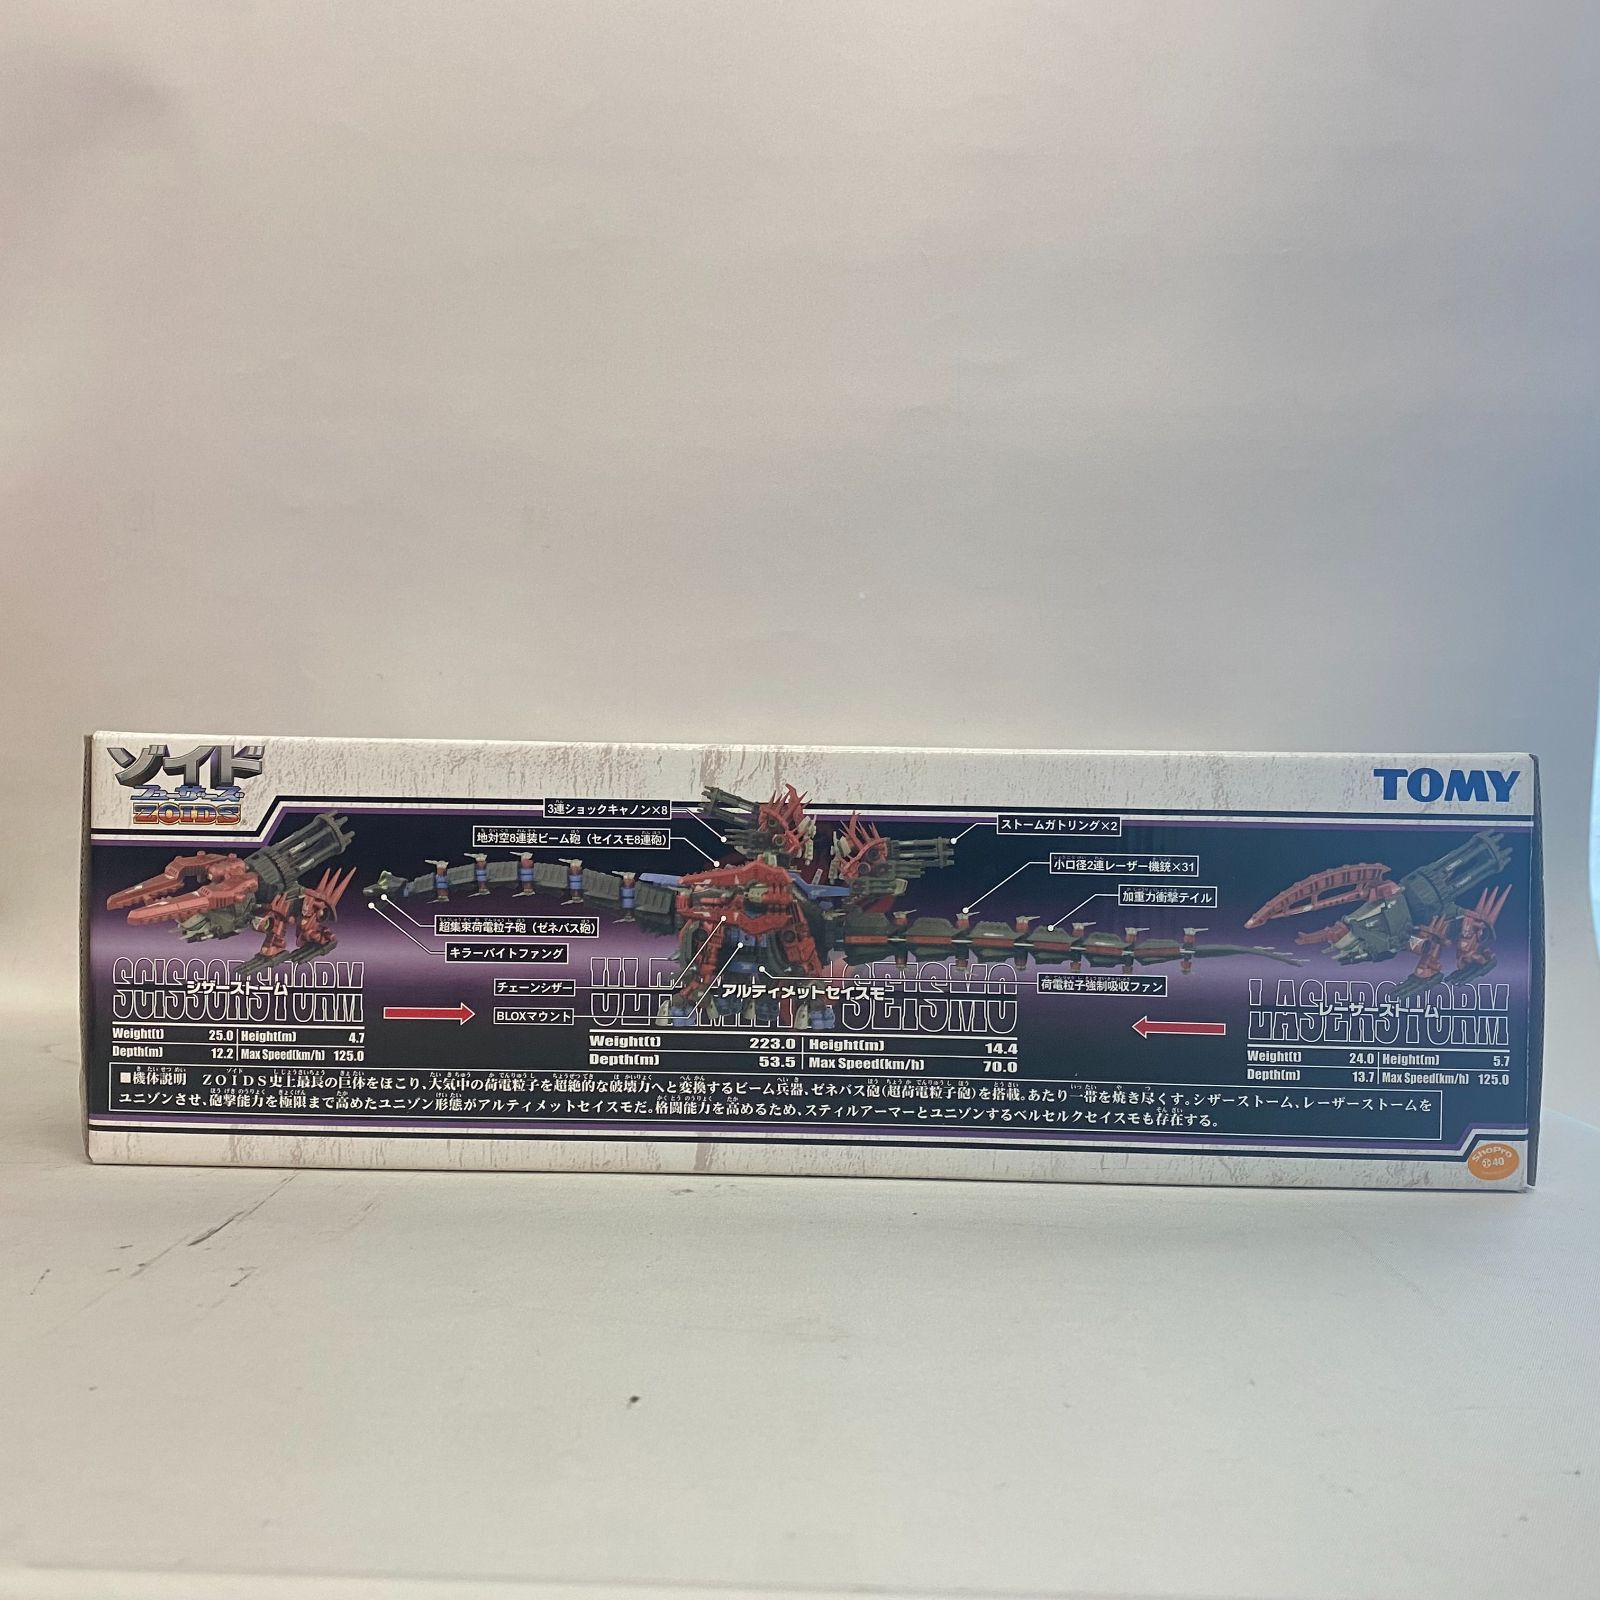 ゾイド
フューザーズ
ZOIDS
TOMY
3連ショックキャノン×8
地対空8連装ビーム砲(セイスモ8連砲)
超集束荷電粒子砲(ゼネバス砲)
キラーバイトファング
チェーンシザー
BLOXマウント
ストームガトリング×2
小口径2連レーザー機銃×31
加重力衝撃テイル
荷電粒子強制吸収ファン
SCISSORSTORM
シザーストーム
Weight(t) 25.0 Height(m) 4.7
Depth(m) 12.2 Max Speed(km/h) 125.0
SEISMO
アルティメットセイスモ
Weight(t) 223.0 Height(m) 14.4
Depth(m) 53.5 Max Speed(km/h) 70.0
LASERSTORM
レーザーストーム
Weight(t) 24.0 Height(m) 5.7
Depth(m) 13.7 Max Speed(km/h) 125.0
■機体説明 ZOIDS史上最長の巨体をほこり、大気中の荷電粒子を超絶的な破壊力へと変換するビーム兵器、ゼネバス砲(超荷電粒子砲)を搭載。あたり一帯を焼き尽くす。シザーストーム、レーザーストームを
ユニゾンさせ、砲撃能力を極限まで高めたユニゾン形態がアルティメットセイスモだ。格闘能力を高めるため、スティルアーマーとユニゾンするベルセルクセイスモも存在する。
ShoPro
40